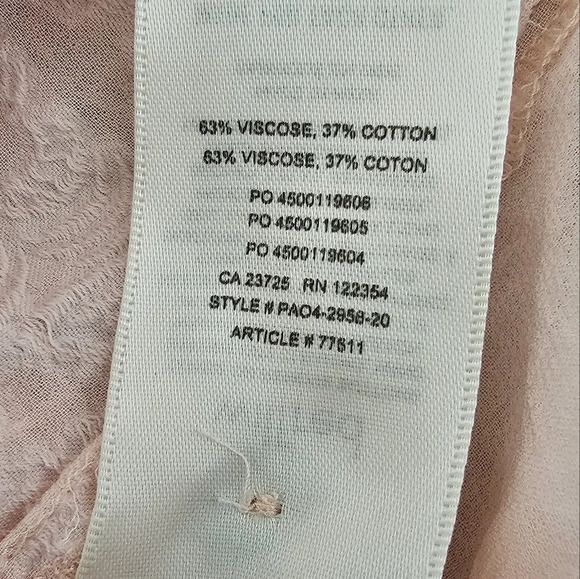 63% VISCOSE, 37% COTTON
63% VISCOSE, 37% COTON
PO 4500119606
PO 4500119605
PO 4500119604
CA 23725 RN 122354
STYLE # PAO4-2958-20
ARTICLE # 77611